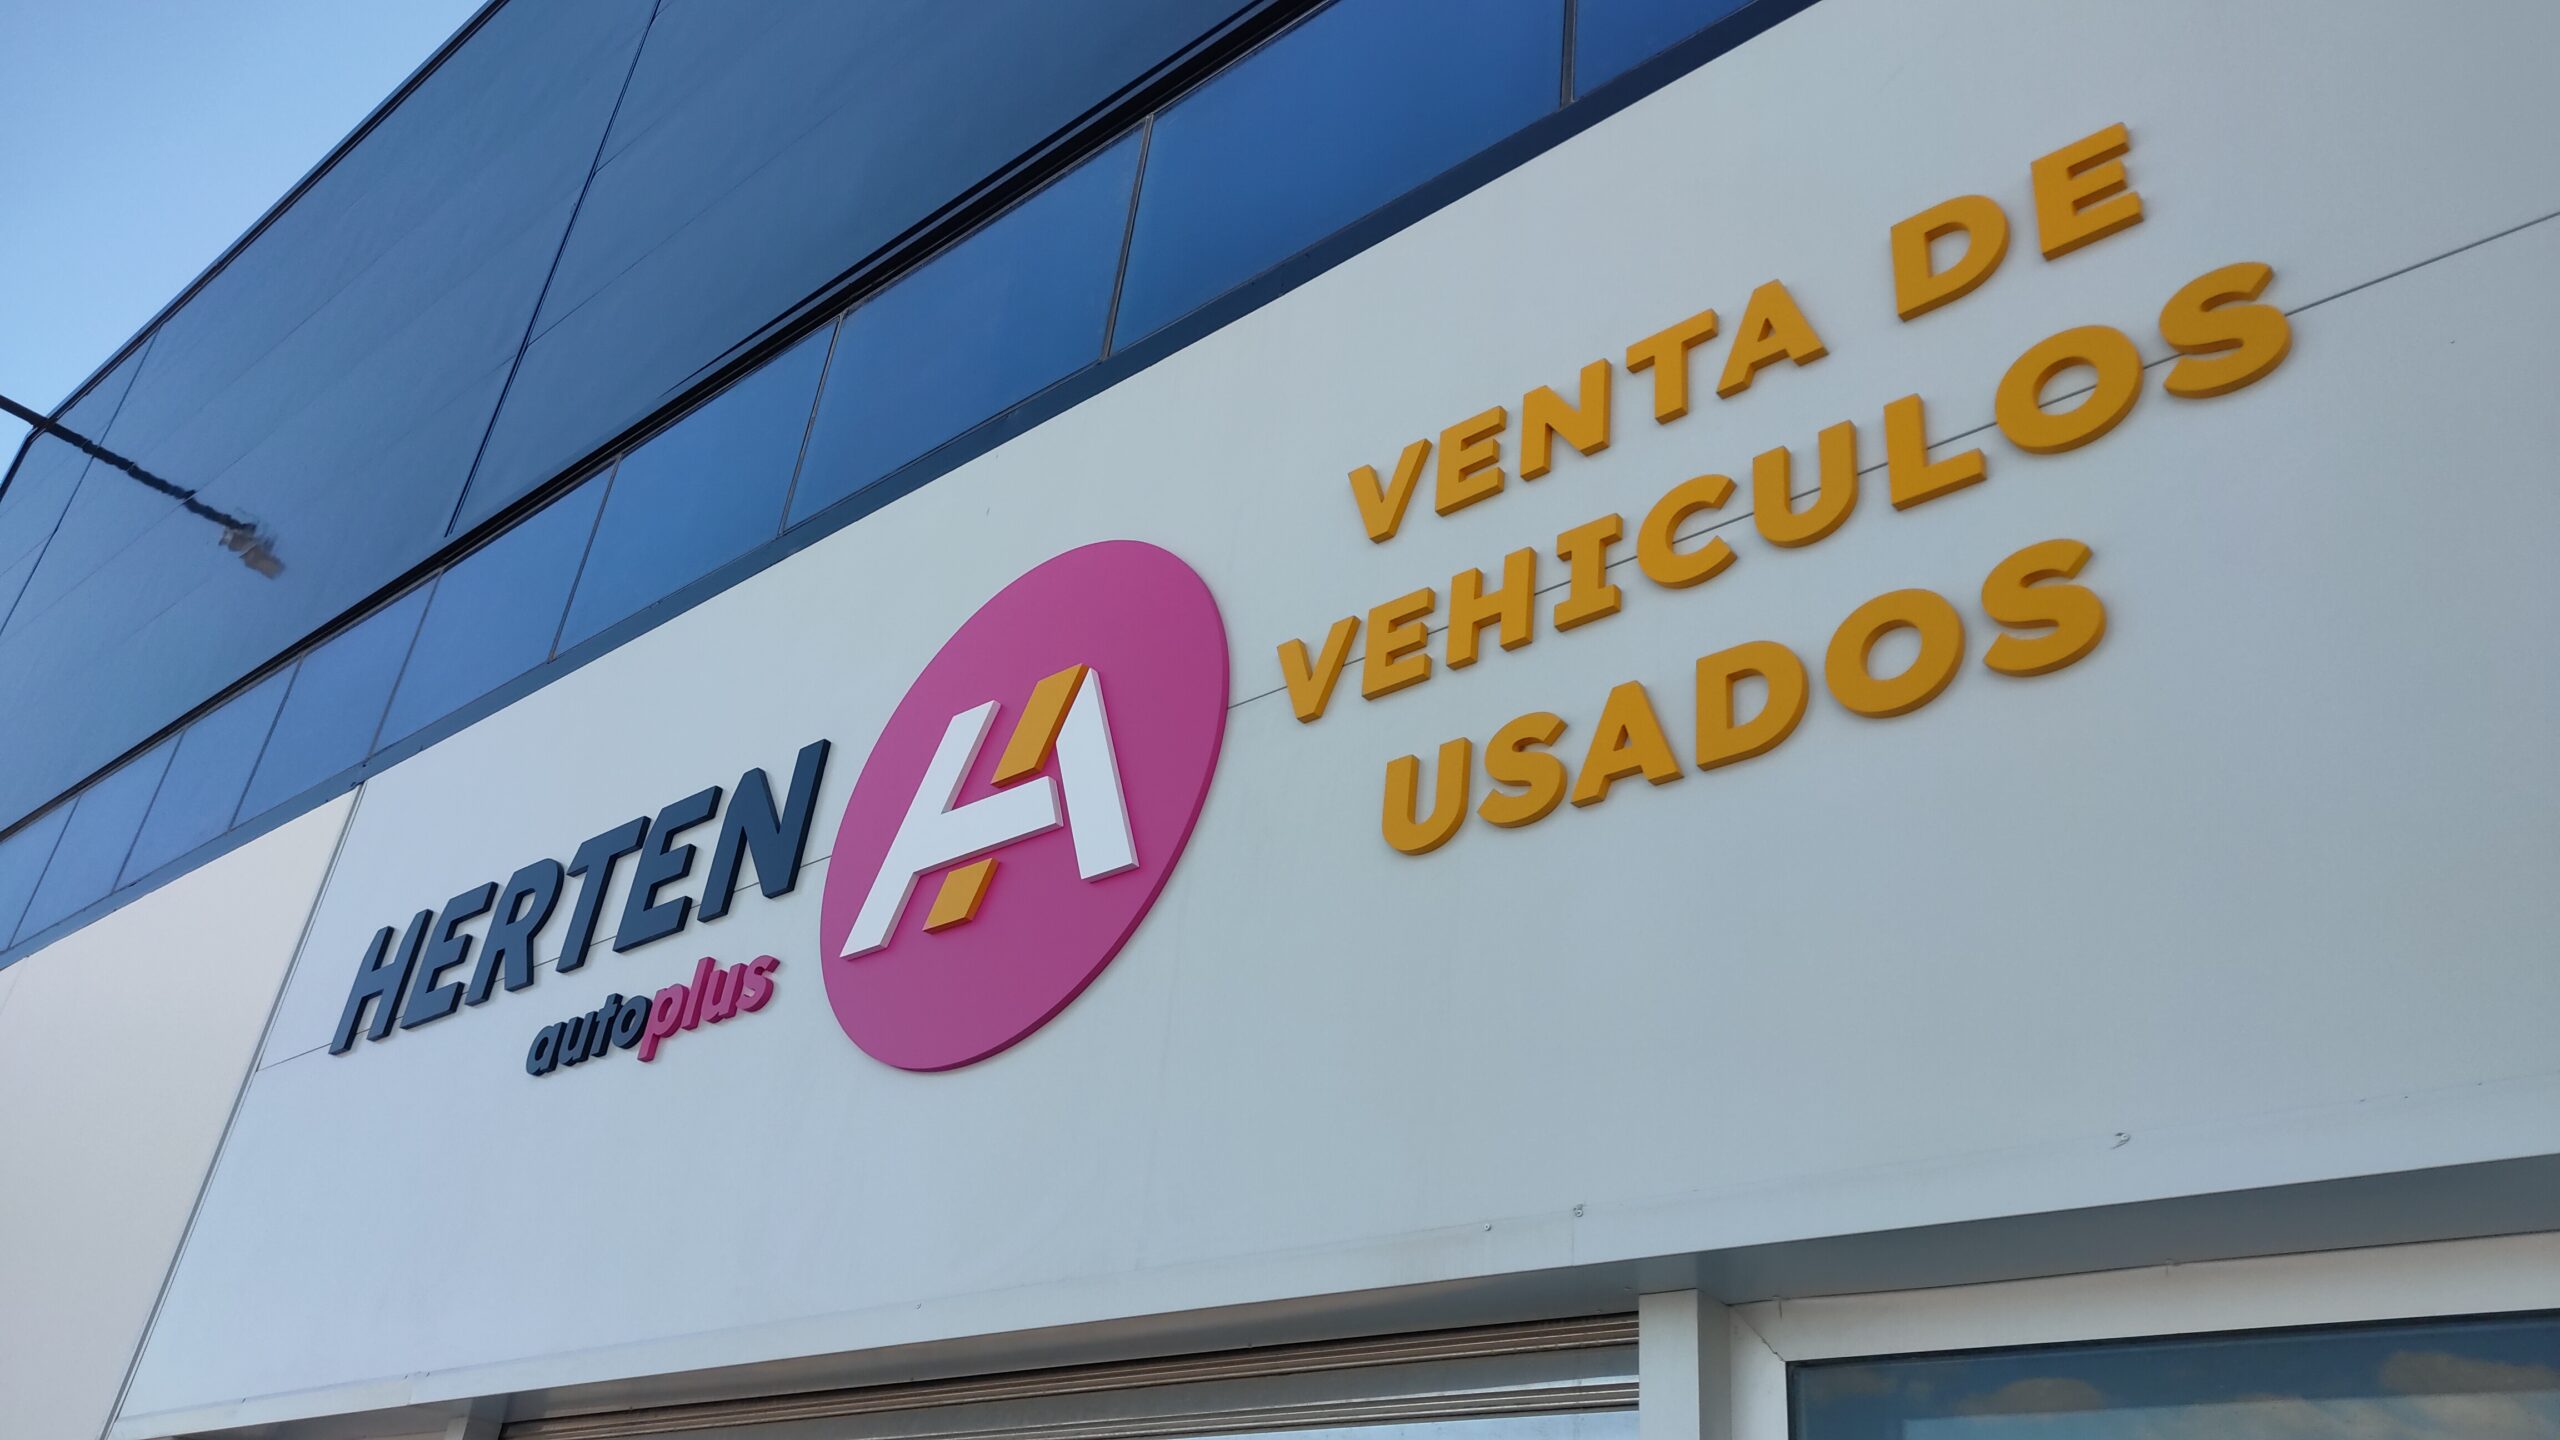 HERTEN
autoplus
VENTA DE
VEHICULOS
USADOS